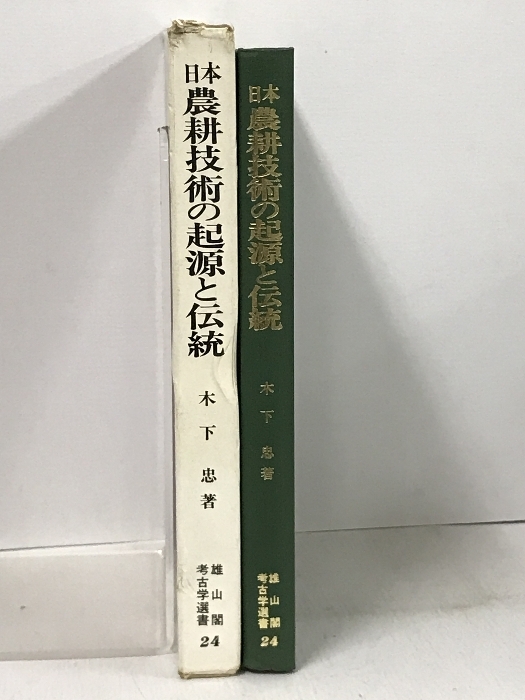 日本
農耕技術の起源と伝統
木下忠著
雄山閣
考古学選書
24
日本
農耕技術の起源と伝統
木下忠著
雄山閣
考古学選書
24